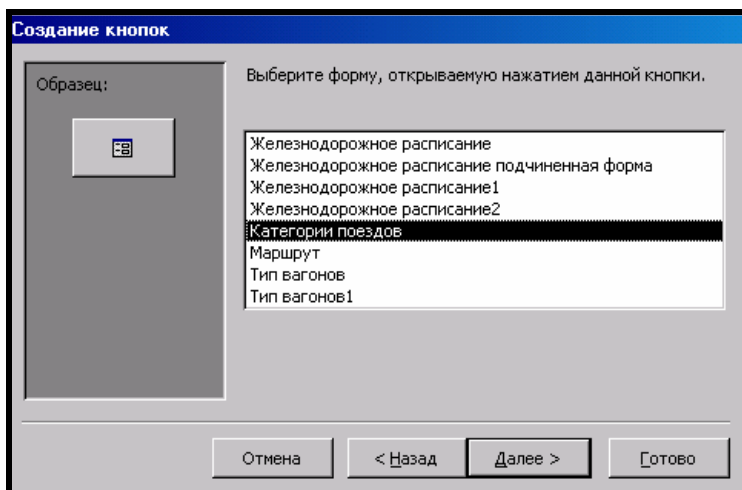 Создание кнопок
Образец:
Выберите форму, открываемую нажатием данной кнопки.
Железнодорожное расписание
Железнодорожное расписание подчиненная форма
Железнодорожное расписание1
Железнодорожное расписание2
Категории поездов
Маршрут
Тип вагонов
Тип вагонов1
Отмена
< Назад
Далее >
Готово